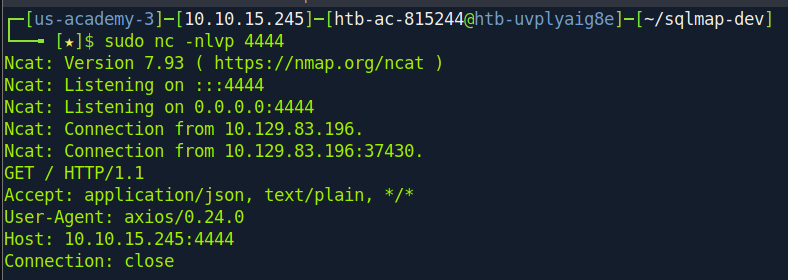 [us-academy-3]─[10.10.15.245]─[htb-ac-815244@htb-uvplyaig8e]─[~/sqlmap-dev]
[★]$ sudo nc -nlvp 4444
Ncat: Version 7.93 ( https://nmap.org/ncat )
Ncat: Listening on :::4444
Ncat: Listening on 0.0.0.0:4444
Ncat: Connection from 10.129.83.196.
Ncat: Connection from 10.129.83.196:37430.
GET / HTTP/1.1
Accept: application/json, text/plain, */*
User-Agent: axios/0.24.0
Host: 10.10.15.245:4444
Connection: close